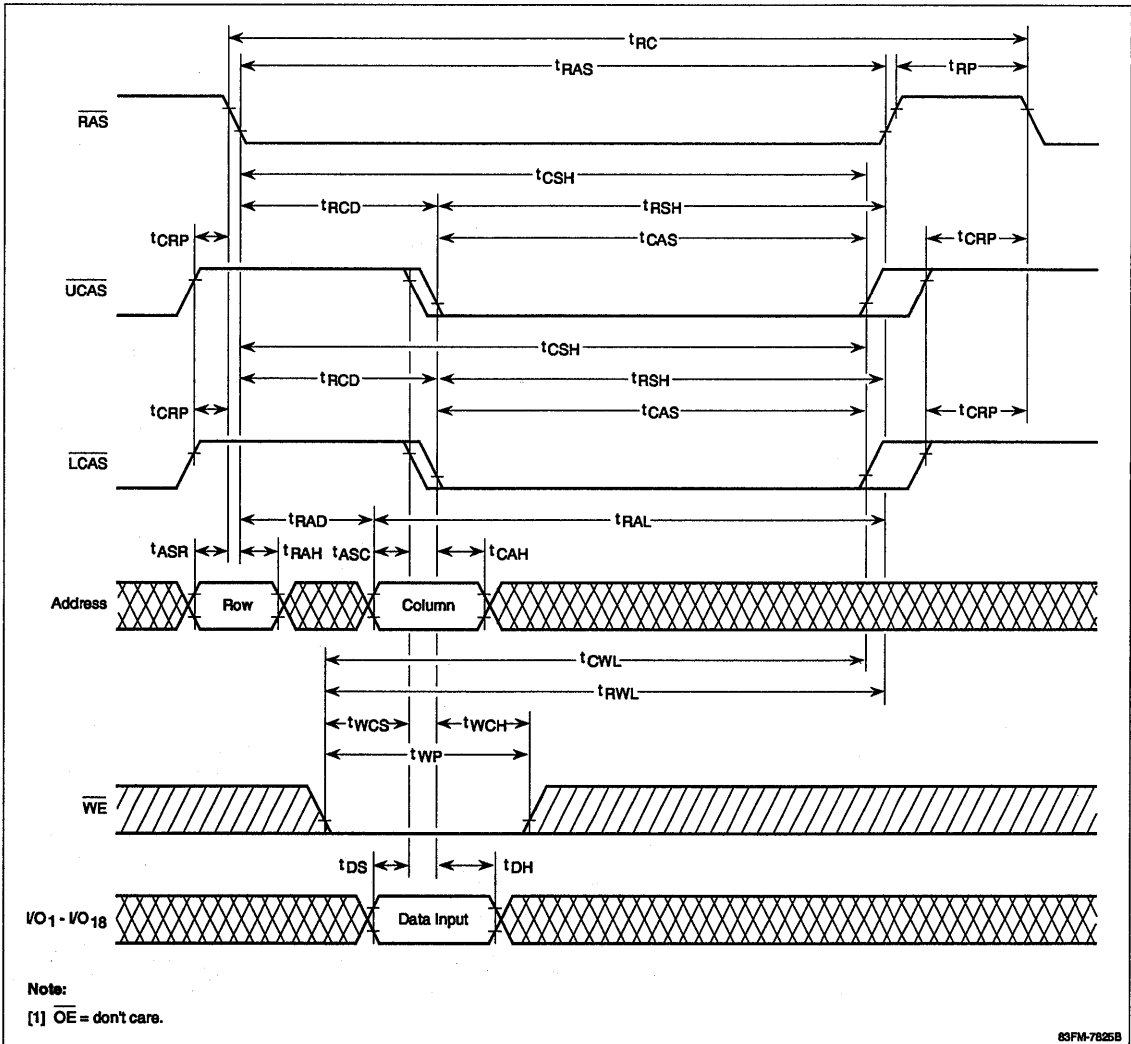 tRC
tRAS
tRP
RAS
tCSH
tRCD
tRSH
tCRP
tCAS
tCRP
UCAS
tCSH
tRCD
tRSH
tCRP
tCAS
tCRP
LCAS
tRAD
tRAL
tASR
tRAH
tASC
tCAH
Address
Row
Column
tCWL
tRWL
tWCS
tWCH
tWP
WE
tDS
tDH
I/O1 - I/O18
Data Input
Note:
[1] OE = don't care.
83FM-7825B